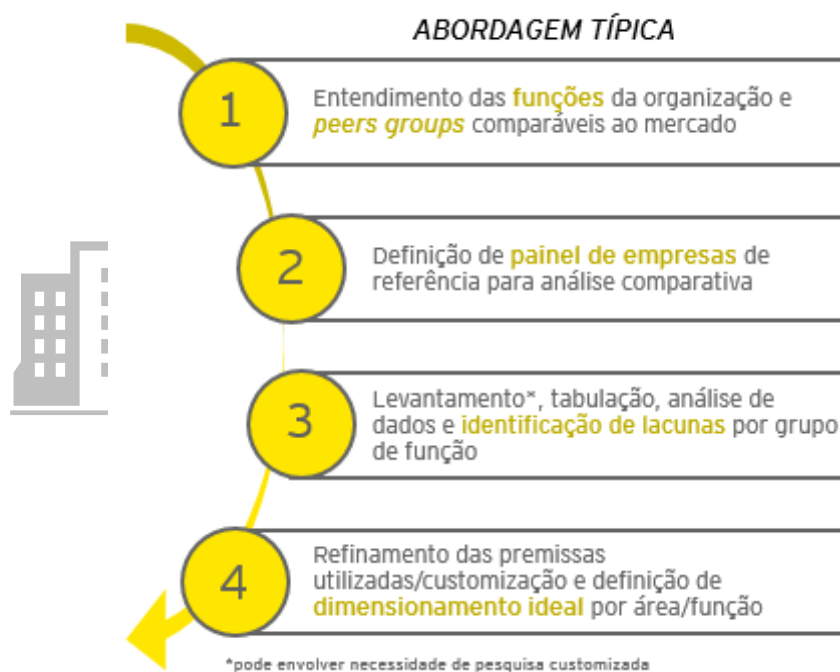 ABORDAGEM TÍPICA
1
Entendimento das funções da organização e
peers groups comparáveis ao mercado
2
Definição de painel de empresas de
referência para análise comparativa
3
Levantamento*, tabulação, análise de
dados e identificação de lacunas por grupo
de função
4
Refinamento das premissas
utilizadas/customização e definição de
dimensionamento ideal por área/função
*pode envolver necessidade de pesquisa customizada